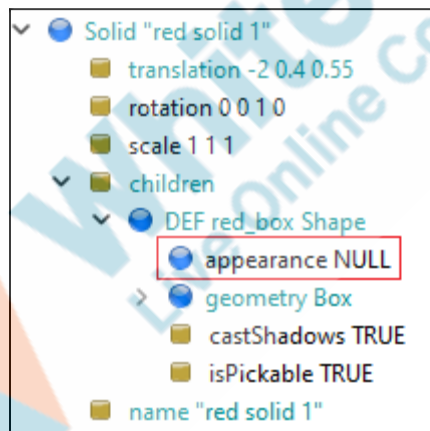 Solid "red solid 1"
translation -2 0.4 0.55
rotation 0 0 1 0
scale 1 1 1
children
DEF red_box Shape
appearance NULL
geometry Box
castShadows TRUE
isPickable TRUE
name "red solid 1"